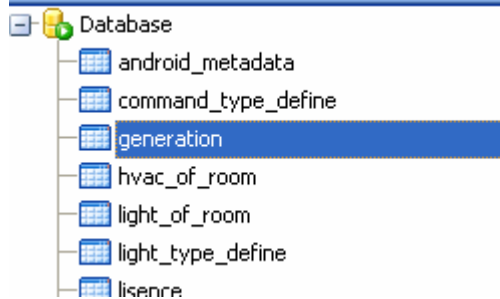 Database
android_metadata
command_type_define
generation
hvac_of_room
light_of_room
light_type_define
lisence